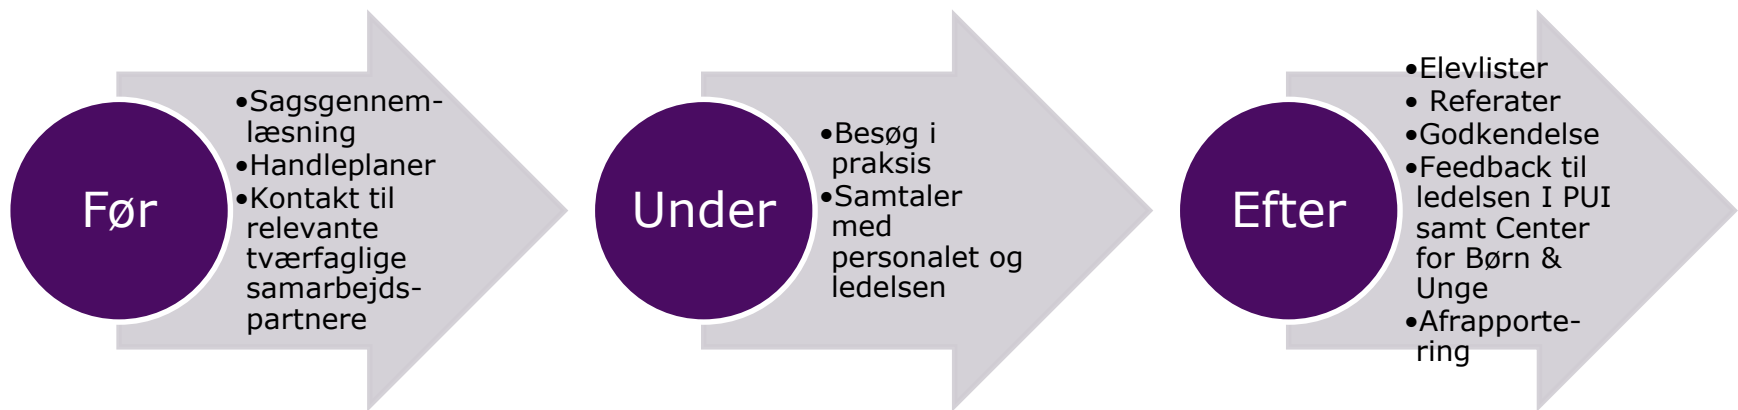 Før
•Sagsgennem-
læsning
•Handleplaner
•Kontakt til
relevante
tværfaglige
samarbejds-
partnere
Under
•Besøg i
praksis
•Samtaler
med
personalet og
ledelsen
Efter
•Elevlister
• Referater
•Godkendelse
•Feedback til
ledelsen I PUI
samt Center
for Børn &
Unge
•Afrapporte-
ring